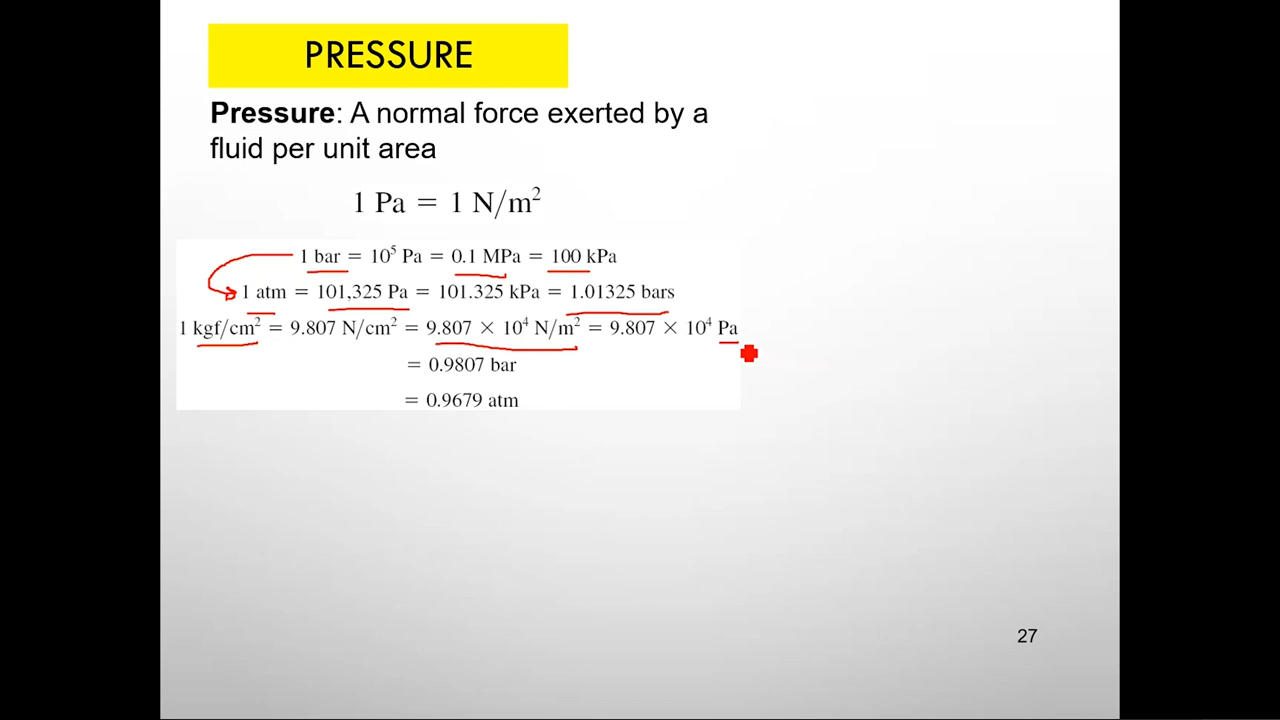 PRESSURE
Pressure: A normal force exerted by a
fluid per unit area
1 Pa = 1 N/m²
1 bar = 10⁵ Pa = 0.1 MPa = 100 kPa
1 atm = 101,325 Pa = 101.325 kPa = 1.01325 bars
1 kgf/cm² = 9.807 N/cm² = 9.807 × 10⁴ N/m² = 9.807 × 10⁴ Pa
= 0.9807 bar
= 0.9679 atm
27